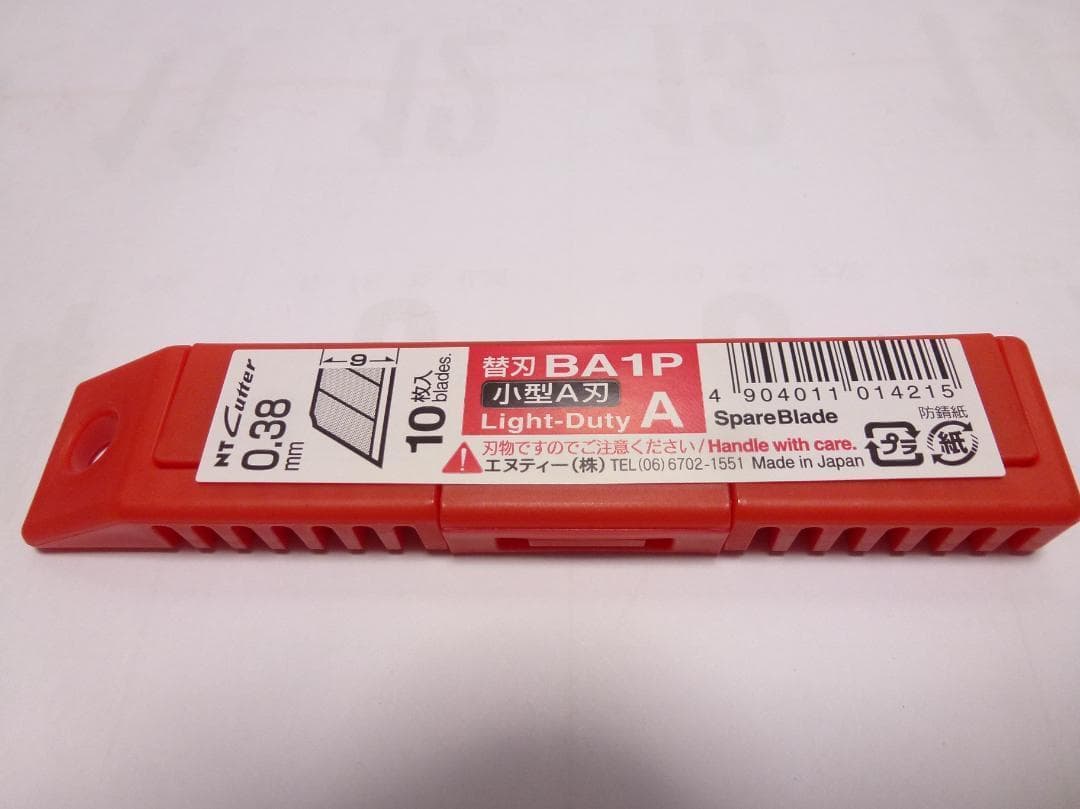 NT Cutter
0.38
mm
9
10枚入
blades.
替刃 BA1P
小型A刃
Light-Duty A
⚠刃物ですのでご注意ください/Handle with care.
エヌティー(株) TEL(06)6702-1551 Made in Japan
4 904011 014215
SpareBlade
防錆紙
プラ
紙